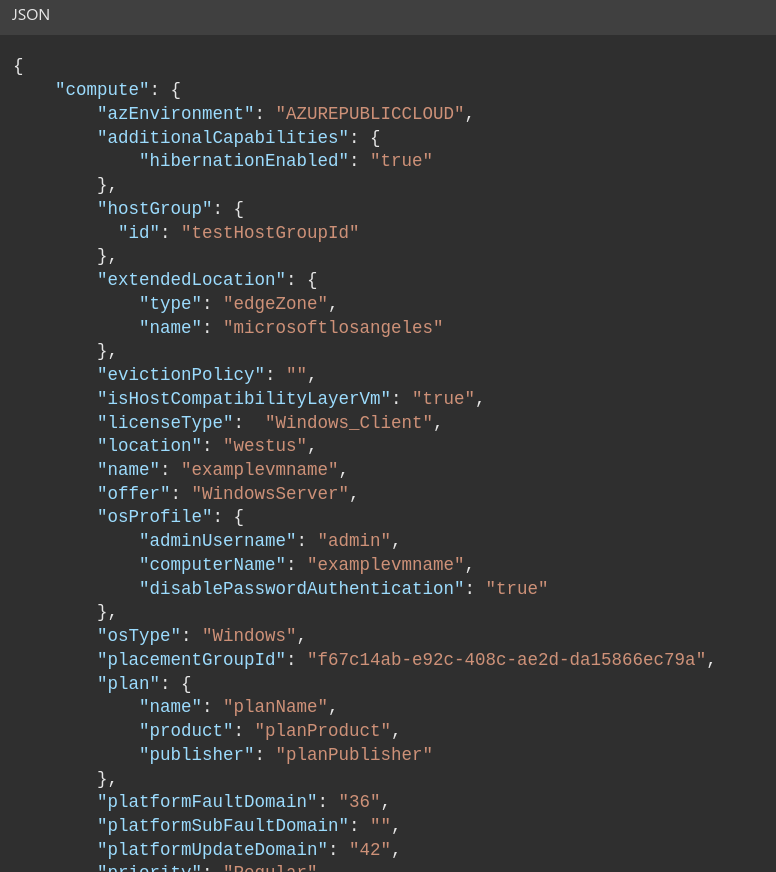 JSON
{
    "compute": {
        "azEnvironment": "AZUREPUBLICCLOUD",
        "additionalCapabilities": {
            "hibernationEnabled": "true"
        },
        "hostGroup": {
          "id": "testHostGroupId"
        },
        "extendedLocation": {
            "type": "edgeZone",
            "name": "microsoftlosangeles"
        },
        "evictionPolicy": "",
        "isHostCompatibilityLayerVm": "true",
        "licenseType":  "Windows_Client",
        "location": "westus",
        "name": "examplevmname",
        "offer": "WindowsServer",
        "osProfile": {
            "adminUsername": "admin",
            "computerName": "examplevmname",
            "disablePasswordAuthentication": "true"
        },
        "osType": "Windows",
        "placementGroupId": "f67c14ab-e92c-408c-ae2d-da15866ec79a",
        "plan": {
            "name": "planName",
            "product": "planProduct",
            "publisher": "planPublisher"
        },
        "platformFaultDomain": "36",
        "platformSubFaultDomain": "",
        "platformUpdateDomain": "42",
        "priority": "Regular",